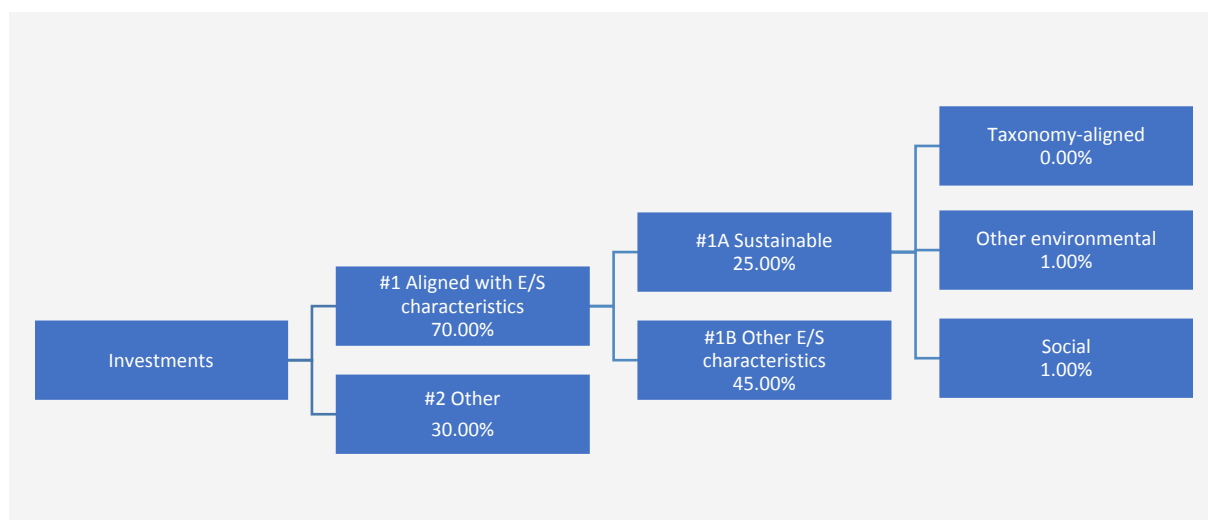 Investments
#1 Aligned with E/S
characteristics
70.00%
#2 Other
30.00%
#1A Sustainable
25.00%
#1B Other E/S
characteristics
45.00%
Taxonomy-aligned
0.00%
Other environmental
1.00%
Social
1.00%